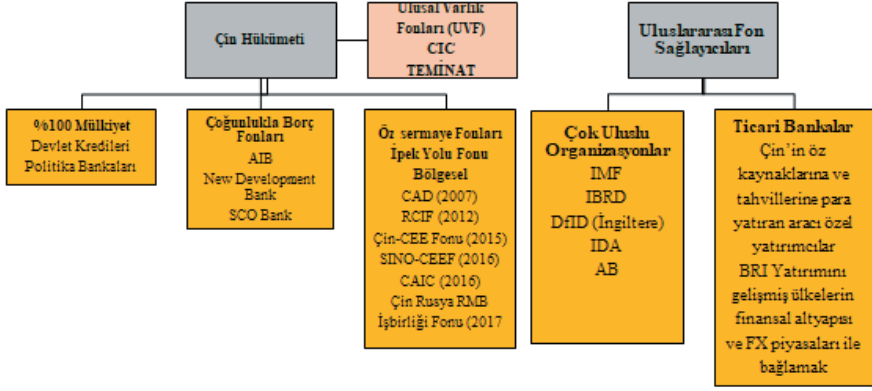 Çin Hükümeti
Ulusal Varlık
Fonları (UVF)
CIC
TEMİNAT
Uluslararası Fon
Sağlayıcıları
%100 Mülkiyet
Devlet Kredileri
Politika Bankaları
Çoğunlukla Borç
Fonları
AIB
New Development
Bank
SCO Bank
Öz sermaye Fonları
İpek Yolu Fonu
Bölgesel
CAD (2007)
RCIF (2012)
Çin-CEE Fonu (2015)
SINO-CEEF (2016)
CAIC (2016)
Çin Rusya RMB
İşbirliği Fonu (2017
Çok Uluslu
Organizasyonlar
IMF
IBRD
DfID (İngiltere)
IDA
AB
Ticari Bankalar
Çin’in öz
kaynaklarına ve
tahvillerine para
yatıran aracı özel
yatırımcılar
BRI Yatırımını
gelişmiş ülkelerin
finansal altyapısı
ve FX piyasaları ile
bağlamak